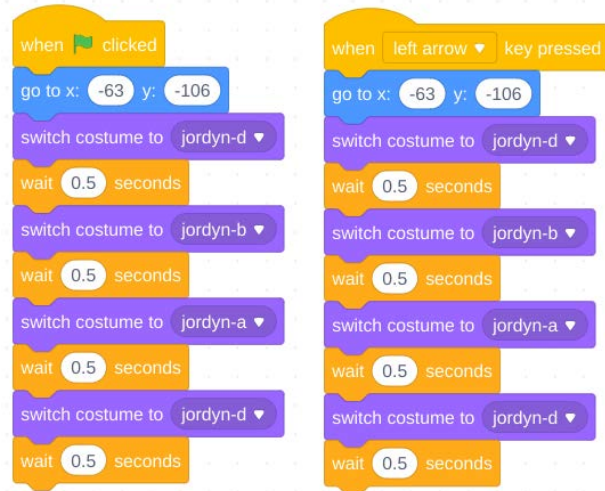 when clicked
go to x: -63 y: -106
switch costume to jordyn-d
wait 0.5 seconds
switch costume to jordyn-b
wait 0.5 seconds
switch costume to jordyn-a
wait 0.5 seconds
switch costume to jordyn-d
wait 0.5 seconds
when left arrow key pressed
go to x: -63 y: -106
switch costume to jordyn-d
wait 0.5 seconds
switch costume to jordyn-b
wait 0.5 seconds
switch costume to jordyn-a
wait 0.5 seconds
switch costume to jordyn-d
wait 0.5 seconds